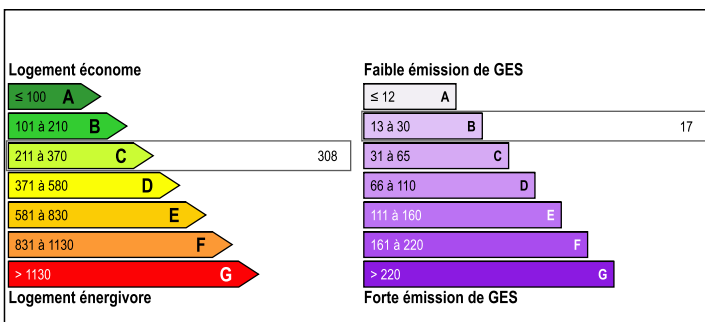 Logement économe
≤ 100 A
101 à 210 B
211 à 370 C 308
371 à 580 D
581 à 830 E
831 à 1130 F
> 1130 G
Logement énergivore
Faible émission de GES
≤ 12 A
13 à 30 B 17
31 à 65 C
66 à 110 D
111 à 160 E
161 à 220 F
> 220 G
Forte émission de GES